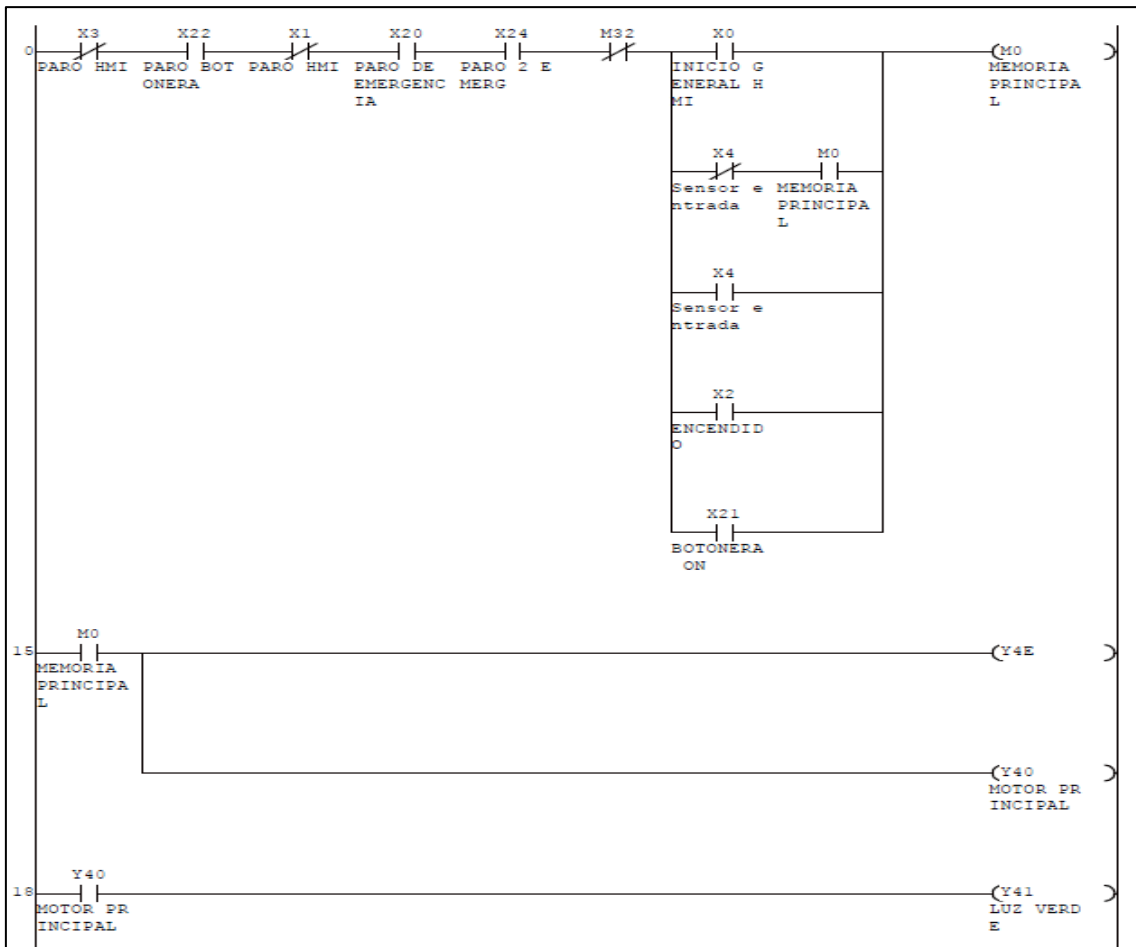 X3 X22 X1 X20 X24 M32 X0
0 (M0 )
PARO HMI PARO BOT PARO HMI PARO DE PARO 2 E INICIO G MEMORIA
ONERA EMERGENC MERG ENERAL H PRINCIPA
IA MI L
X4 M0
Sensor e MEMORIA
ntrada PRINCIPA
L
X4
Sensor e
ntrada
X2
ENCENDID
O
X21
BOTONERA
ON
M0
15 (Y4E )
MEMORIA
PRINCIPA
L
(Y40 )
MOTOR PR
INCIPAL
Y40
18 (Y41 )
MOTOR PR LUZ VERD
INCIPAL E